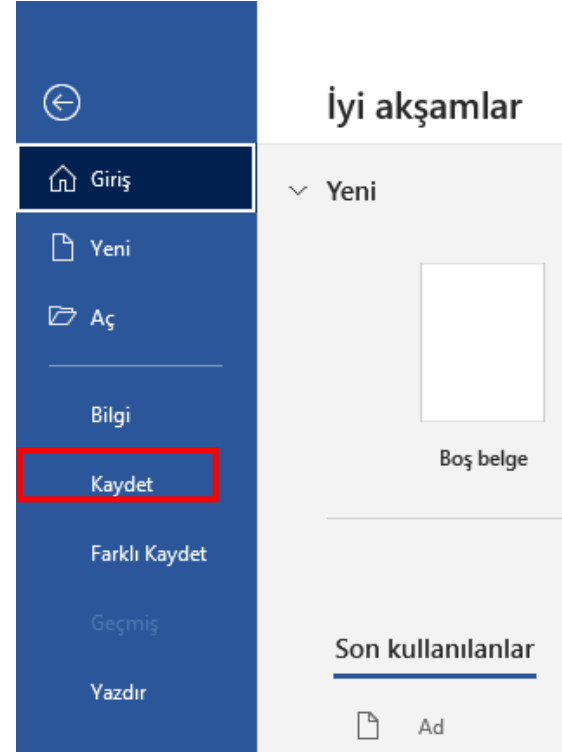 İyi akşamlar
Giriş
Yeni
Aç
Bilgi
Kaydet
Farklı Kaydet
Geçmiş
Yazdır
Yeni
Boş belge
Son kullanılanlar
Ad